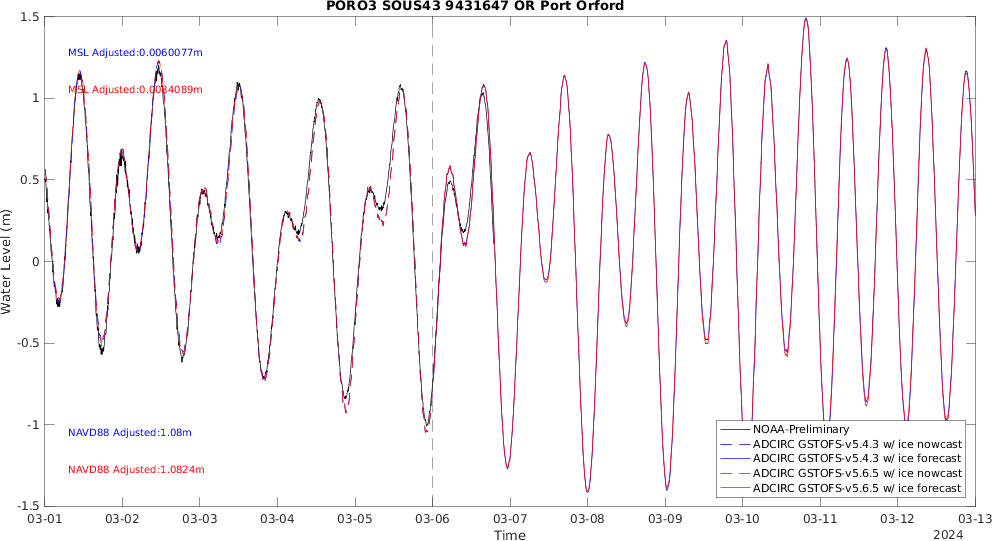 PORO3 SOUS43 9431647 OR Port Orford
1.5
1
0.5
0
-0.5
-1
-1.5
Water Level (m)
MSL Adjusted:0.0060077m
MSL Adjusted:0.0034089m
NAVD88 Adjusted:1.08m
NAVD88 Adjusted:1.0824m
NOAA-Preliminary
ADCIRC GSTOFS-v5.4.3 w/ ice nowcast
ADCIRC GSTOFS-v5.4.3 w/ ice forecast
ADCIRC GSTOFS-v5.6.5 w/ ice nowcast
ADCIRC GSTOFS-v5.6.5 w/ ice forecast
03-01 03-02 03-03 03-04 03-05 03-06 03-07 03-08 03-09 03-10 03-11 03-12 03-13
Time
2024